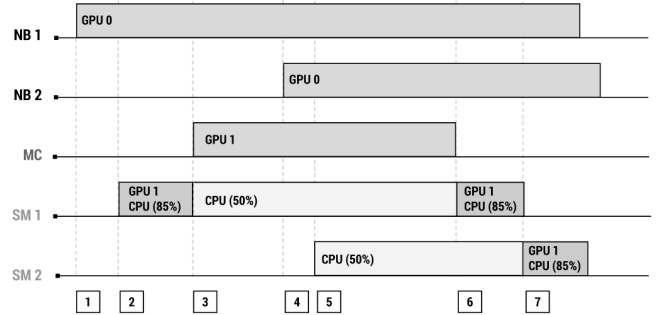 GPU 0
NB 1
GPU 0
NB 2
GPU 1
MC
GPU 1
CPU (85%)
CPU (50%)
GPU 1
CPU (85%)
SM 1
CPU (50%)
GPU 1
CPU (85%)
SM 2
1 2 3 4 5 6 7